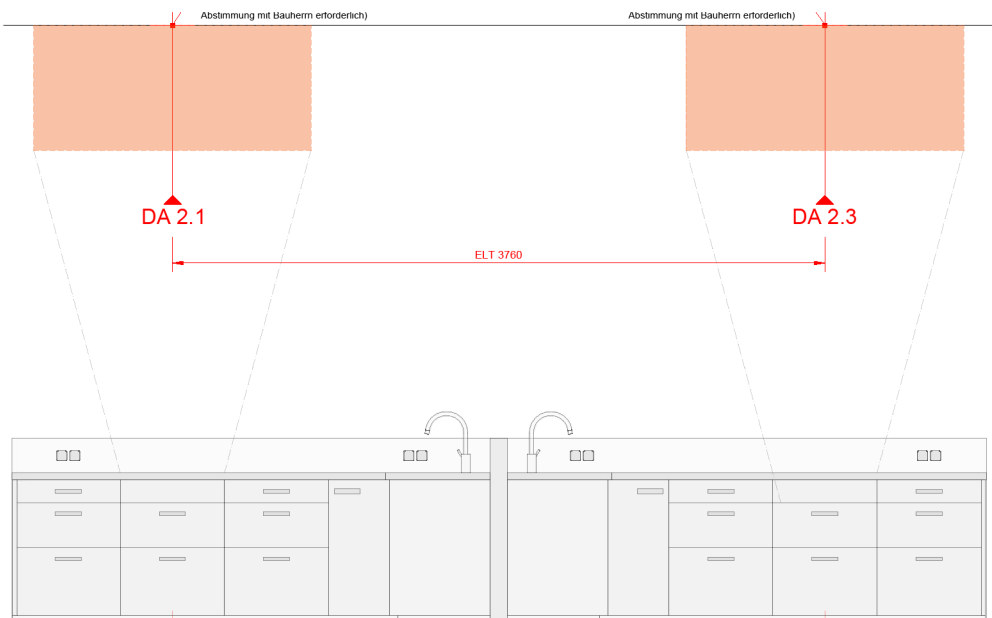 Abstimmung mit Bauherrn erforderlich)
Abstimmung mit Bauherrn erforderlich)
DA 2.1
DA 2.3
ELT 3760